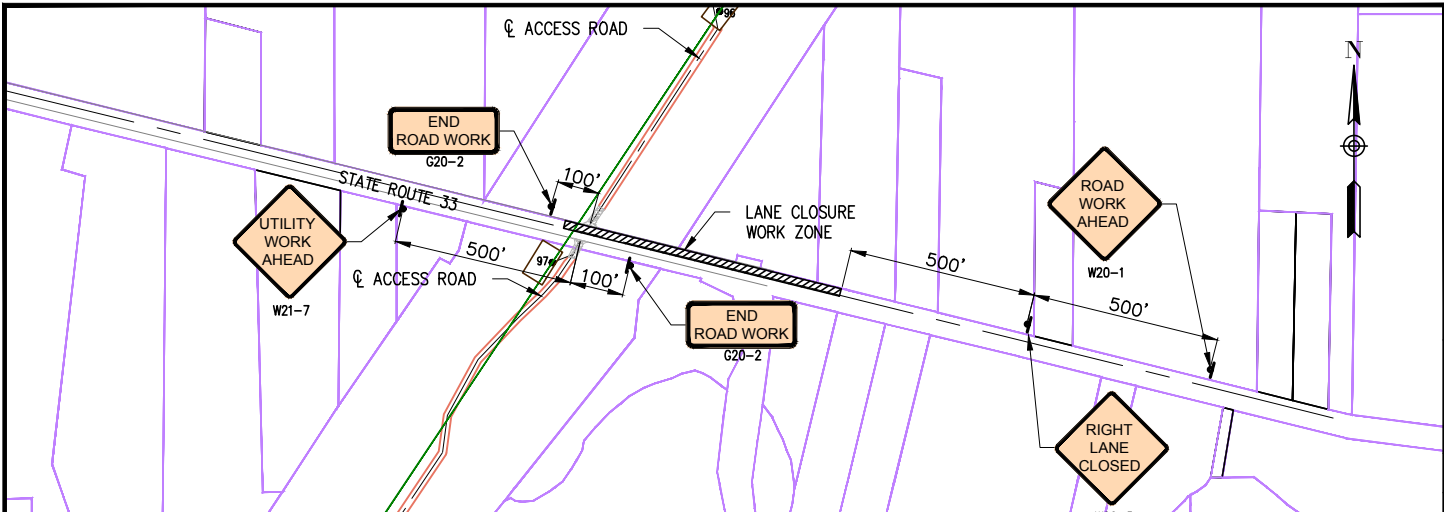 ℄ ACCESS ROAD
96
N
END
ROAD WORK
G20-2
100'
STATE ROUTE 33
UTILITY
WORK
AHEAD
W21-7
500'
℄ ACCESS ROAD
97
100'
END
ROAD WORK
G20-2
LANE CLOSURE
WORK ZONE
500'
500'
ROAD
WORK
AHEAD
W20-1
RIGHT
LANE
CLOSED